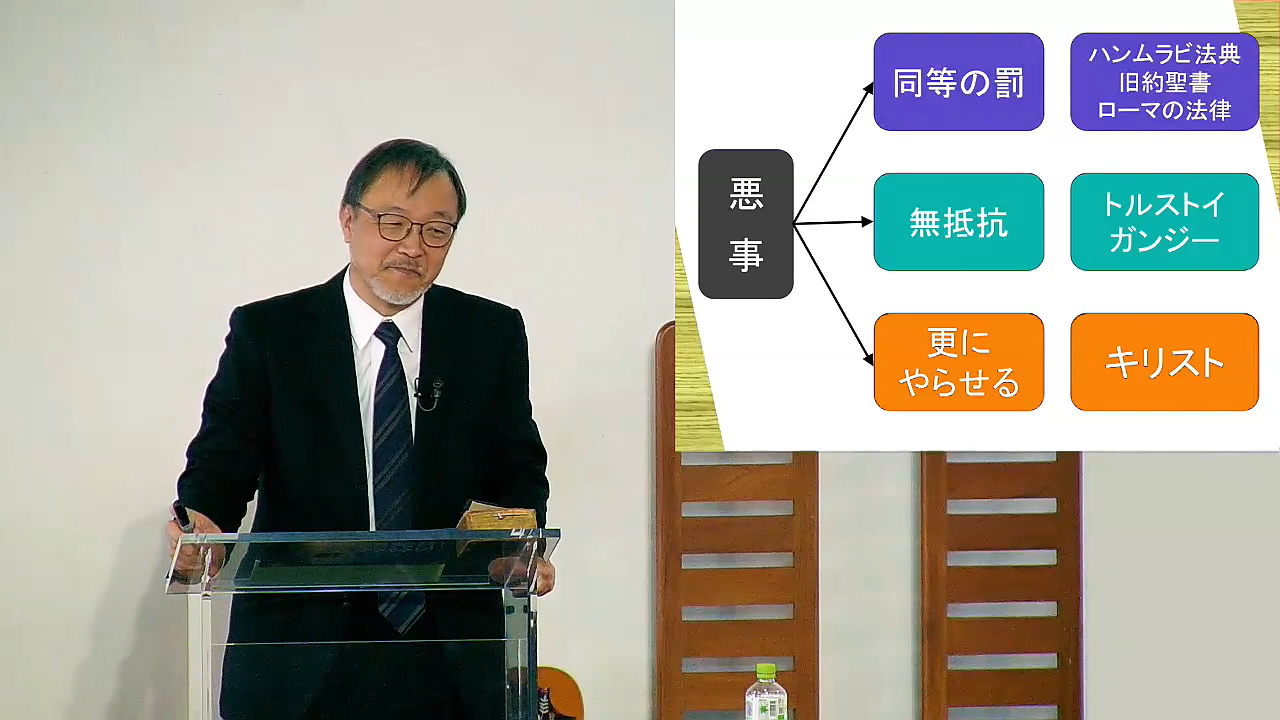 悪
事
同等の罰
ハンムラビ法典
旧約聖書
ローマの法律
無抵抗
トルストイ
ガンジー
更に
やらせる
キリスト